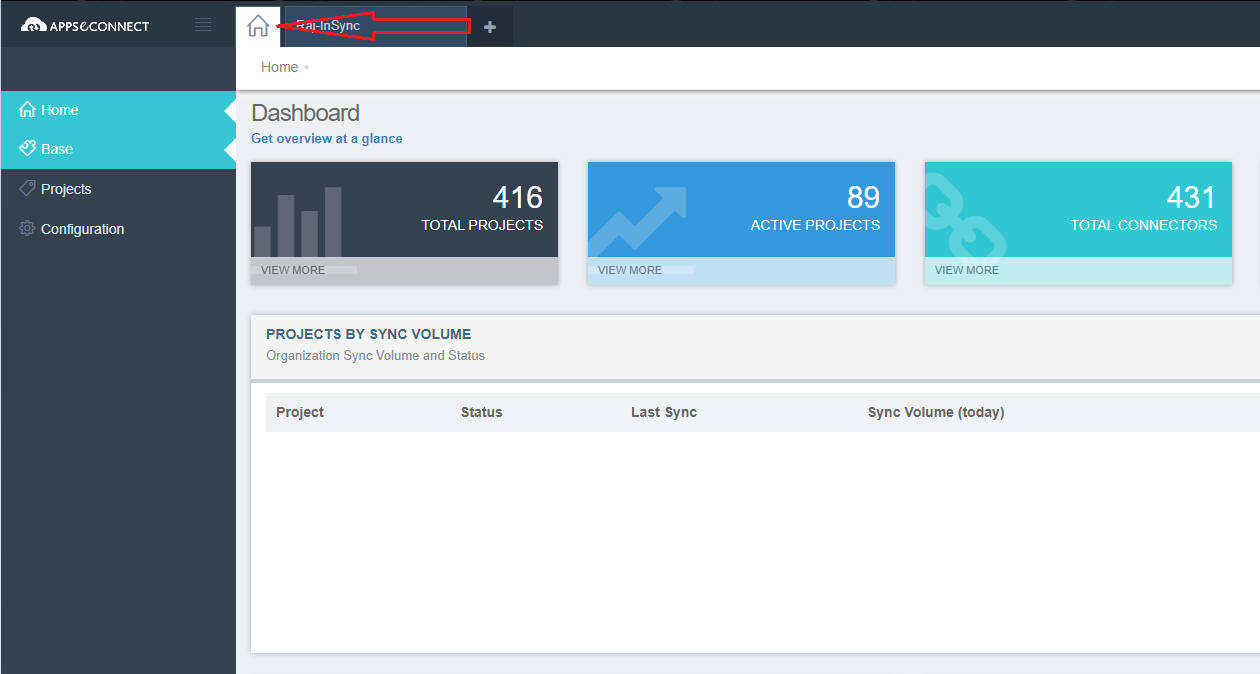 APPSeCONNECT
Raj-InSync
Home
Home
Base
Projects
Configuration
Dashboard
Get overview at a glance
416
TOTAL PROJECTS
VIEW MORE
89
ACTIVE PROJECTS
VIEW MORE
431
TOTAL CONNECTORS
VIEW MORE
PROJECTS BY SYNC VOLUME
Organization Sync Volume and Status
Project Status Last Sync Sync Volume (today)